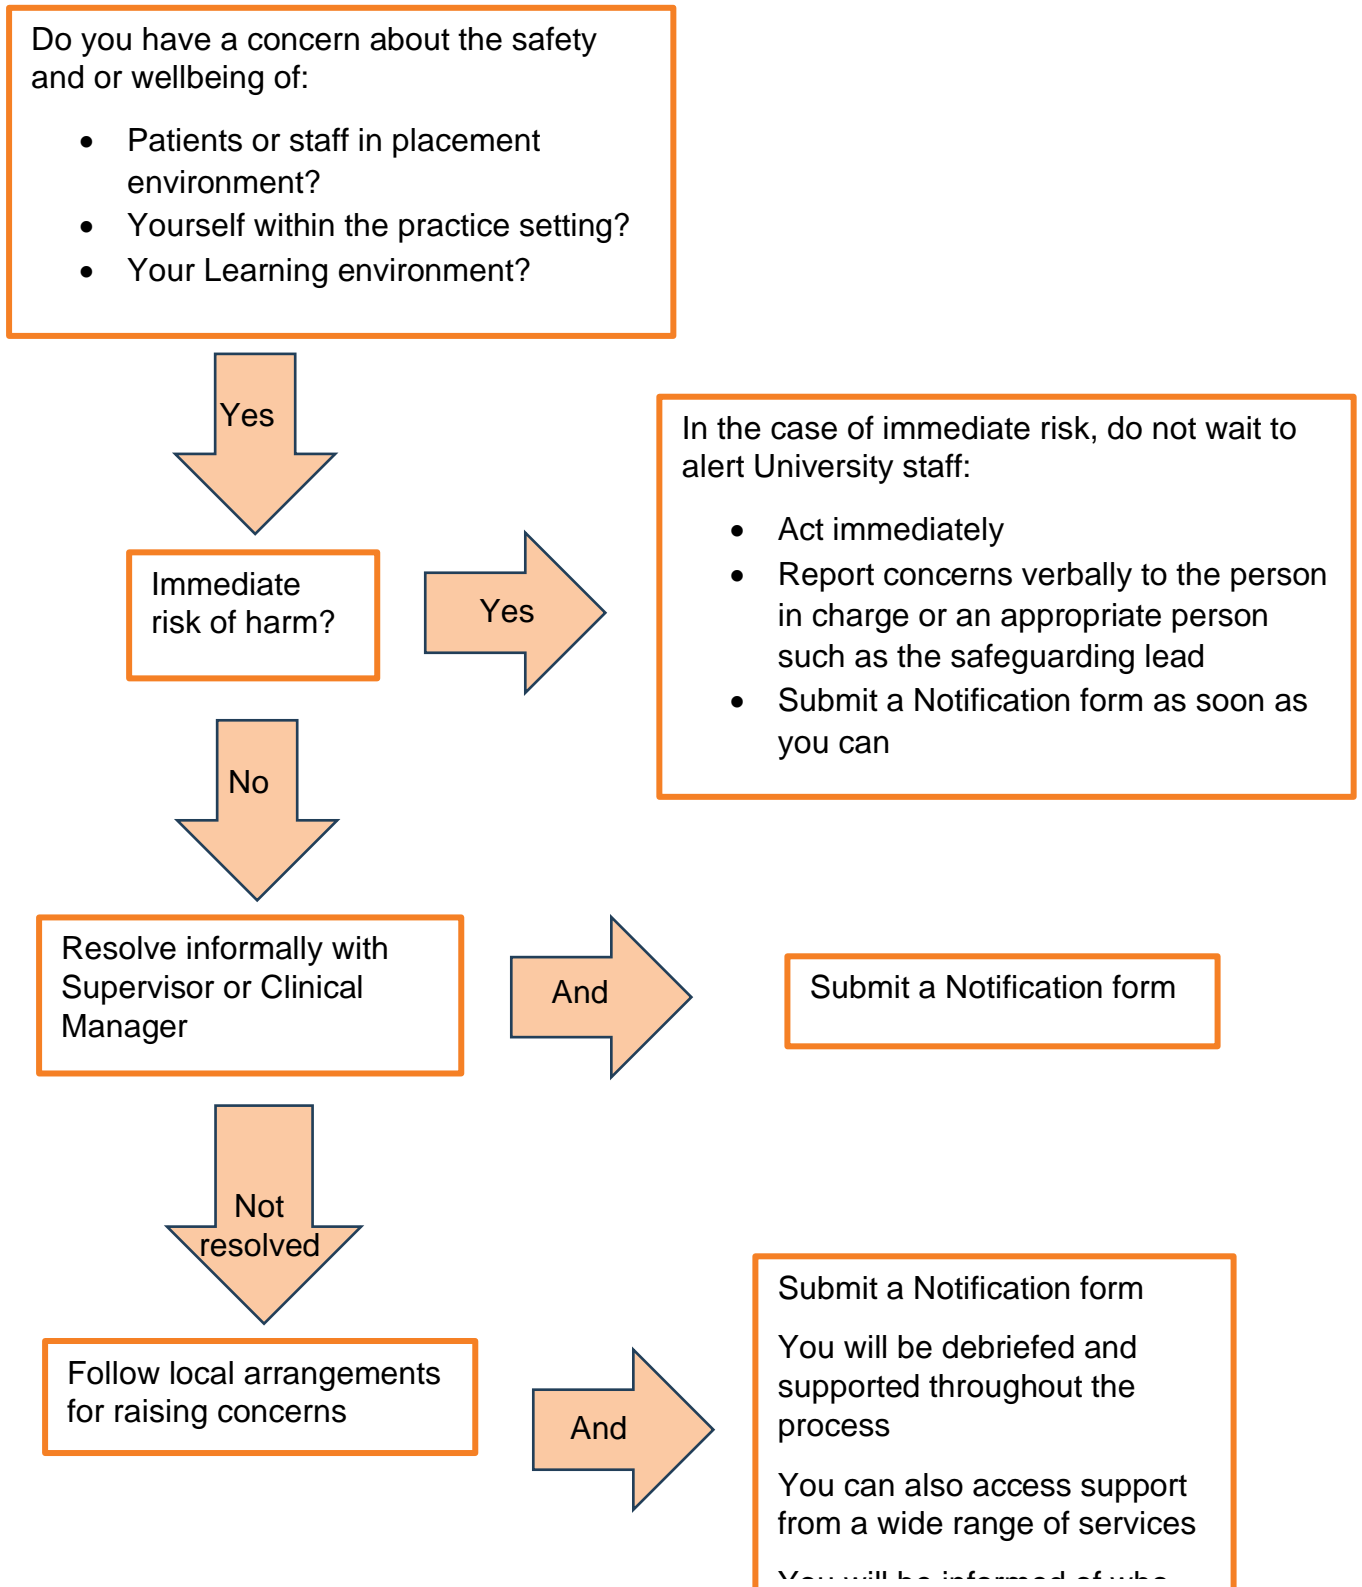 Do you have a concern about the safety
and or wellbeing of:
• Patients or staff in placement
environment?
• Yourself within the practice setting?
• Your Learning environment?
Yes
Immediate
risk of harm?
Yes
In the case of immediate risk, do not wait to
alert University staff:
• Act immediately
• Report concerns verbally to the person
in charge or an appropriate person
such as the safeguarding lead
• Submit a Notification form as soon as
you can
No
Resolve informally with
Supervisor or Clinical
Manager
And
Submit a Notification form
Not
resolved
Follow local arrangements
for raising concerns
And
Submit a Notification form
You will be debriefed and
supported throughout the
process
You can also access support
from a wide range of services
You will be informed of who